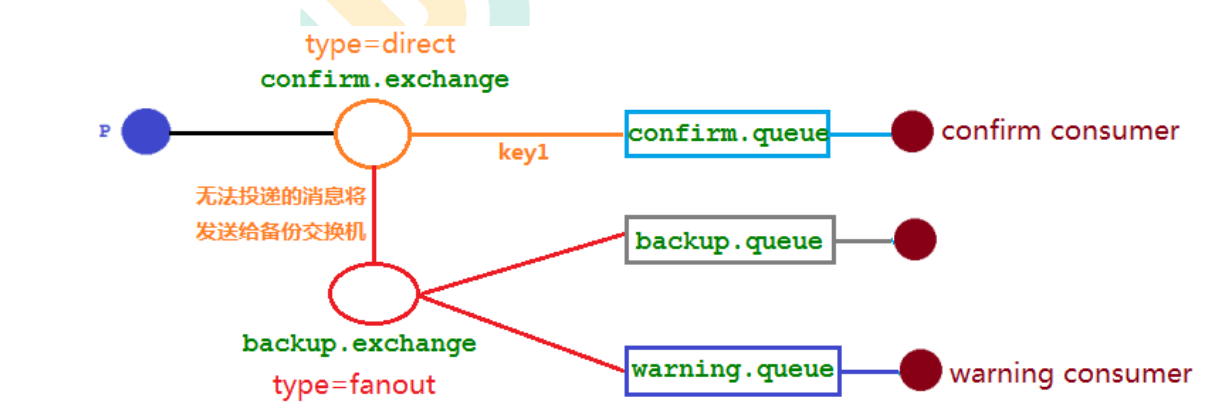 type=direct
confirm.exchange
P
confirm.queue
confirm consumer
key1
无法投递的消息将
发送给备份交换机
backup.queue
backup.exchange
type=fanout
warning.queue
warning consumer